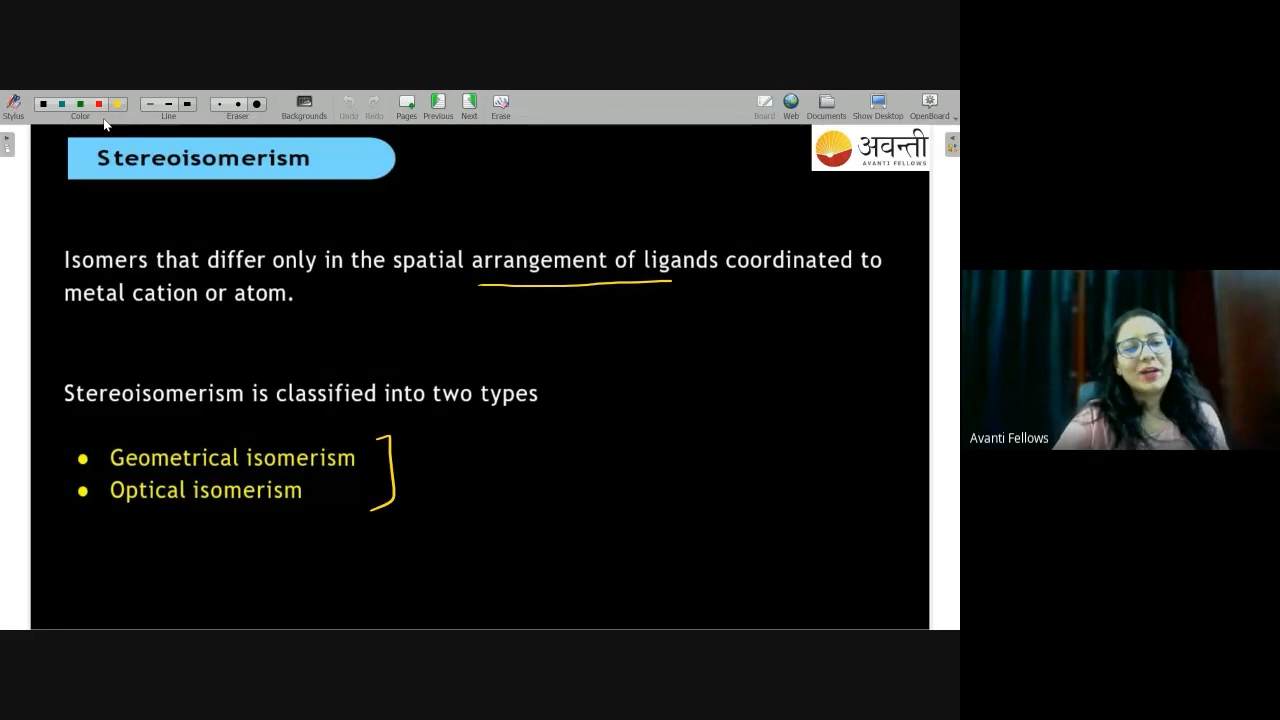 Stylus
Color
Line
Eraser
Backgrounds
Undo
Redo
Pages
Previous
Next
Erase
Board
Web
Documents
Show Desktop
OpenBoard
Stereoisomerism
अवन्ती
AVANTI FELLOWS
Isomers that differ only in the spatial arrangement of ligands coordinated to
metal cation or atom.
Stereoisomerism is classified into two types
• Geometrical isomerism
• Optical isomerism
Avanti Fellows